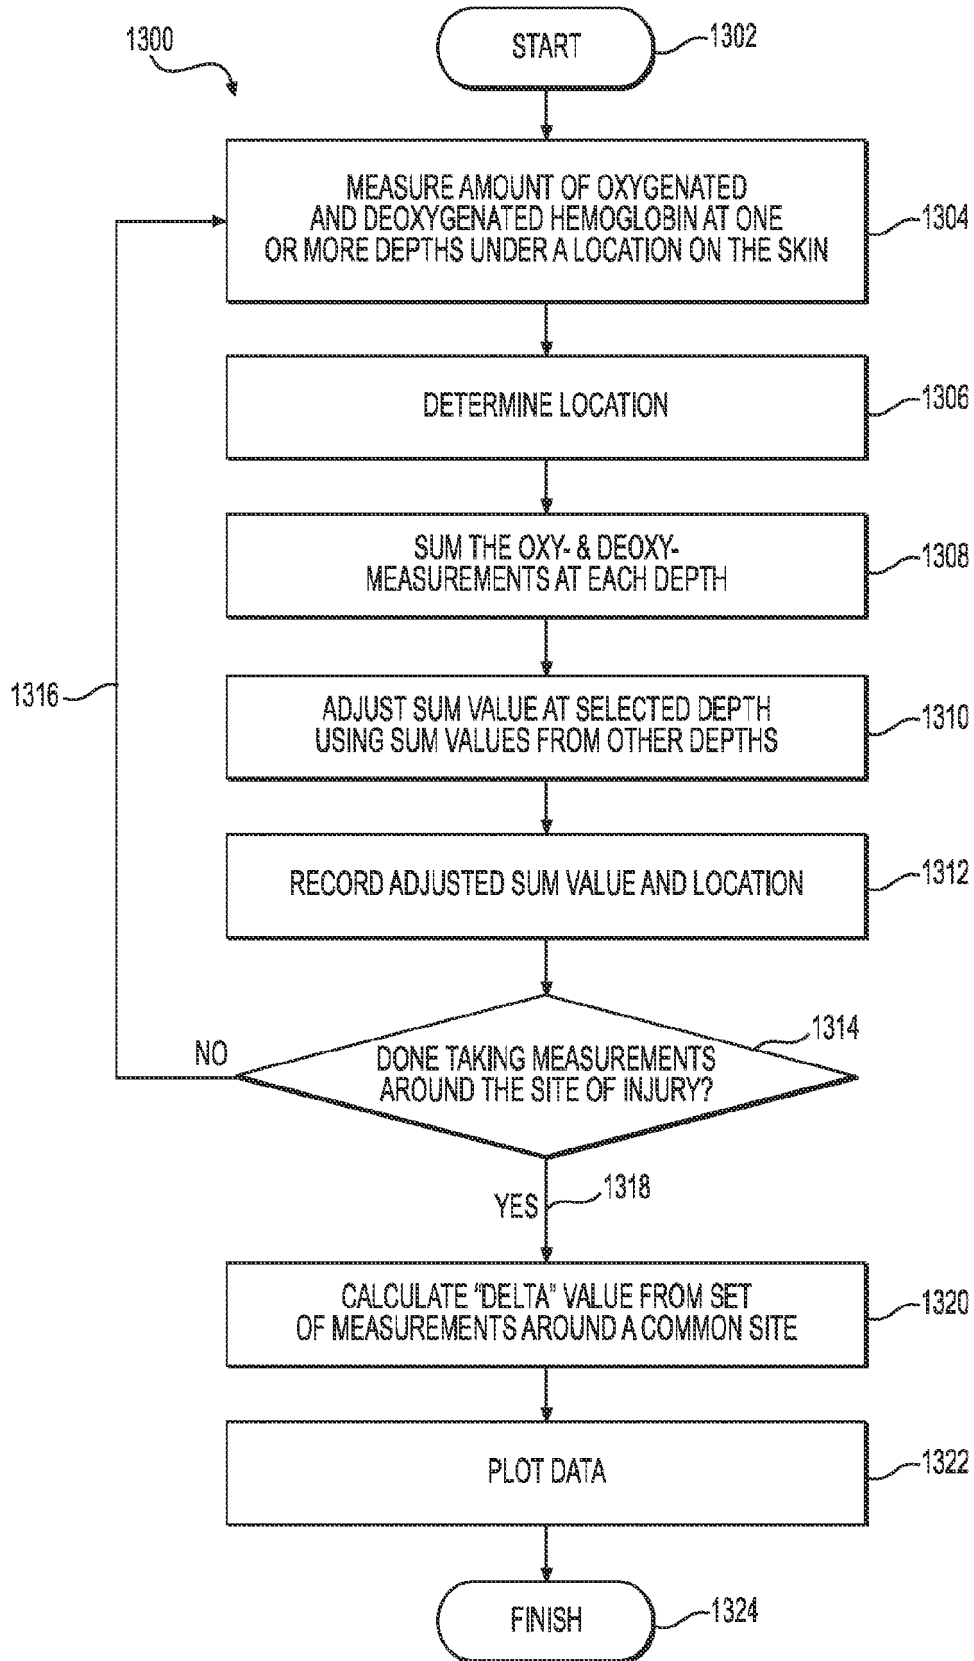 1300
START
1302
MEASURE AMOUNT OF OXYGENATED
AND DEOXYGENATED HEMOGLOBIN AT ONE
OR MORE DEPTHS UNDER A LOCATION ON THE SKIN
1304
DETERMINE LOCATION
1306
SUM THE OXY- & DEOXY-
MEASUREMENTS AT EACH DEPTH
1308
1316
ADJUST SUM VALUE AT SELECTED DEPTH
USING SUM VALUES FROM OTHER DEPTHS
1310
RECORD ADJUSTED SUM VALUE AND LOCATION
1312
NO
DONE TAKING MEASUREMENTS
AROUND THE SITE OF INJURY?
1314
YES
1318
CALCULATE "DELTA" VALUE FROM SET
OF MEASUREMENTS AROUND A COMMON SITE
1320
PLOT DATA
1322
FINISH
1324